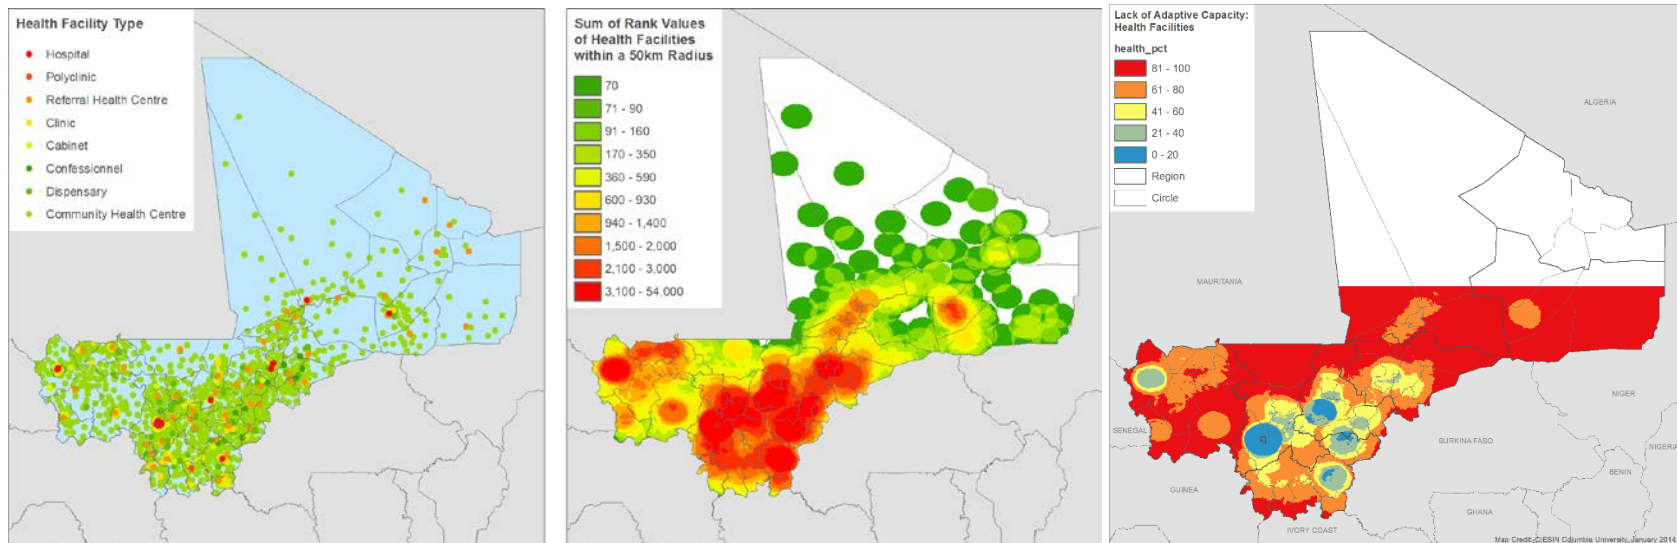 Health Facility Type
Hospital
Polyclinic
Referral Health Centre
Clinic
Cabinet
Confessionnel
Dispensary
Community Health Centre
Sum of Rank Values
of Health Facilities
within a 50km Radius
70
71 - 90
91 - 160
170 - 350
360 - 590
600 - 930
940 - 1,400
1,500 - 2,000
2,100 - 3,000
3,100 - 54,000
Lack of Adaptive Capacity:
Health Facilities
health_pct
81 - 100
61 - 80
41 - 60
21 - 40
0 - 20
Region
Circle
ALGERIA
MAURITANIA
NIGER
SENEGAL
BURKINA FASO
NIGERIA
BENIN
GUINEA
GHANA
IVORY COAST
Map Credit: CIESIN Columbia University, January 2014